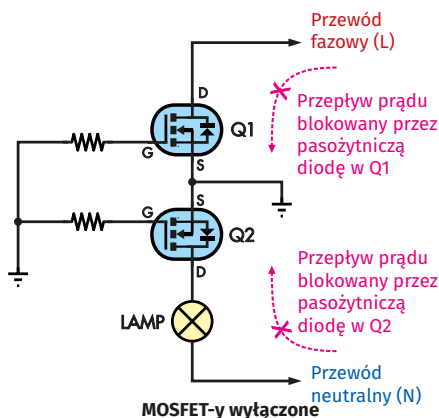 Przewód
fazowy (L)
D
Q1
G
S
Przepływ prądu
blokowany przez
pasożytniczą
diodę w Q1
S
G
Q2
D
Przepływ prądu
blokowany przez
pasożytniczą
diodę w Q2
LAMP
Przewód
neutralny (N)
MOSFET-y wyłączone